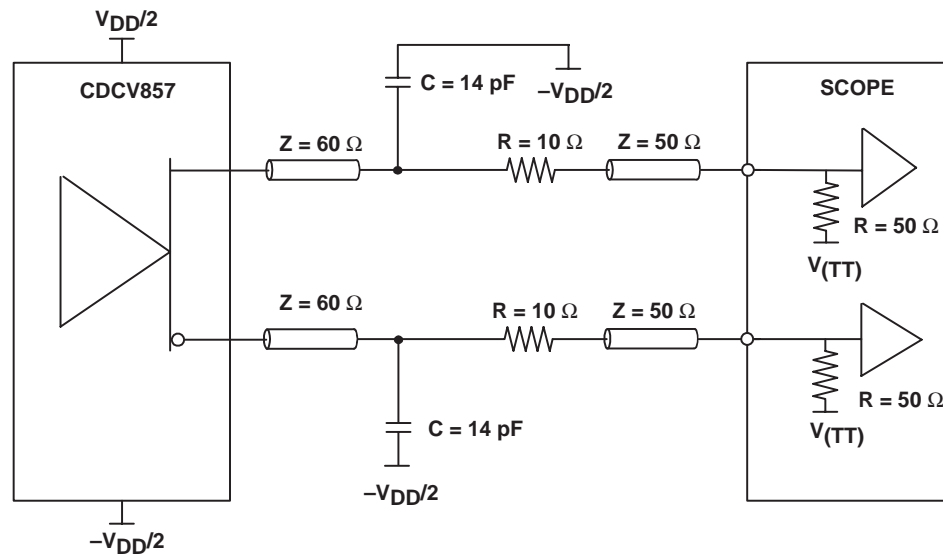 VDD/2
CDCV857
C = 14 pF
–VDD/2
SCOPE
Z = 60 Ω
R = 10 Ω
Z = 50 Ω
R = 50 Ω
V(TT)
Z = 60 Ω
R = 10 Ω
Z = 50 Ω
R = 50 Ω
V(TT)
C = 14 pF
–VDD/2
–VDD/2